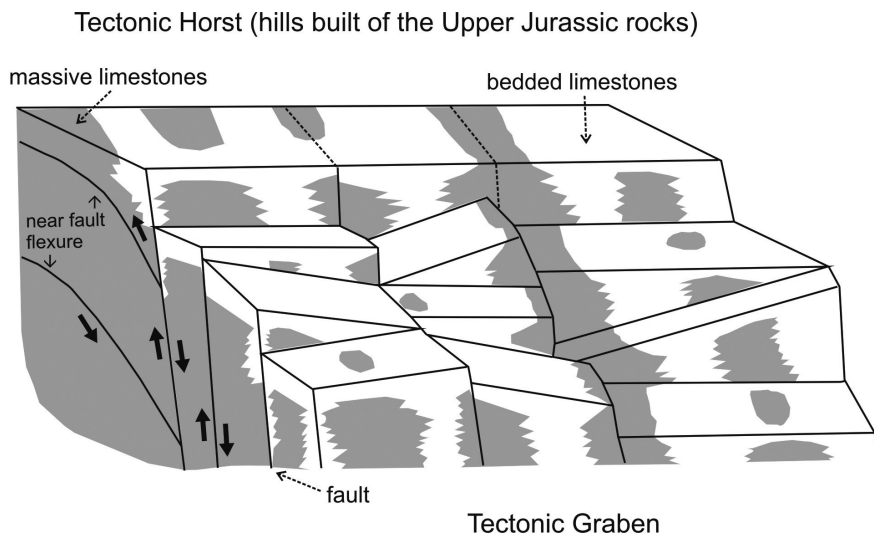 Tectonic Horst (hills built of the Upper Jurassic rocks)
massive limestones
bedded limestones
near fault
flexure
fault
Tectonic Graben